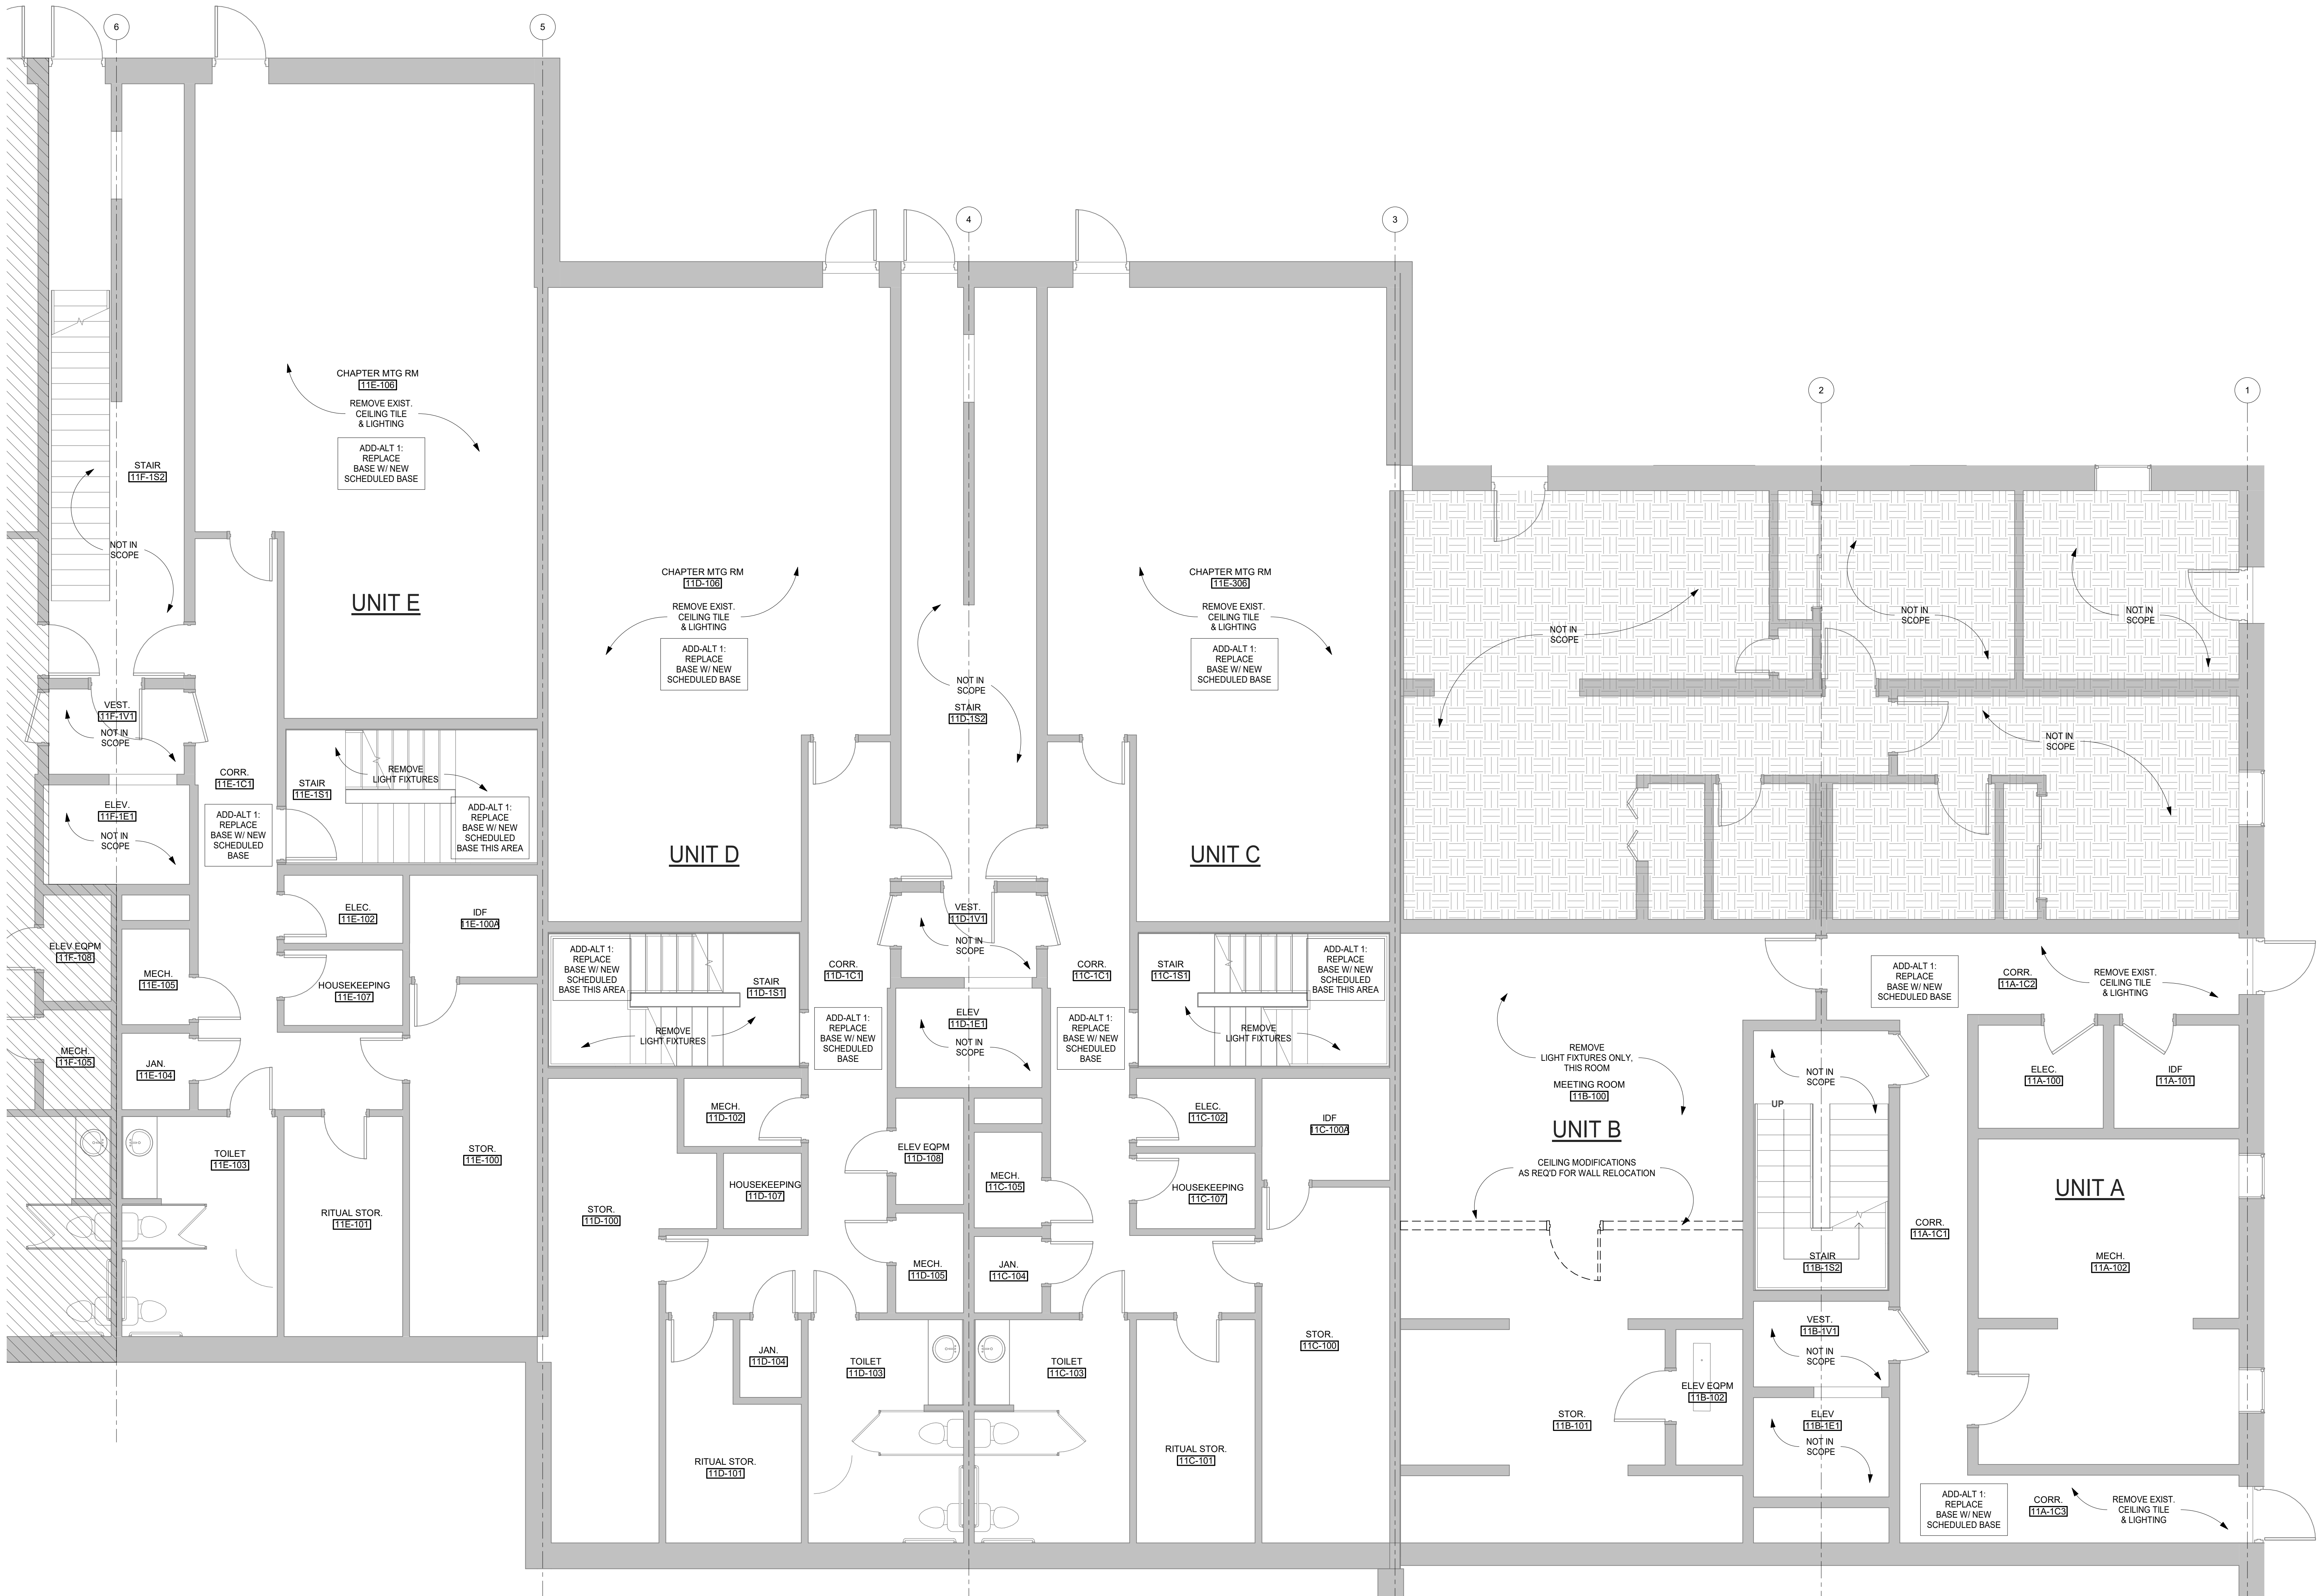 6
5
4
3
2
1
CHAPTER MTG RM
11E-106
REMOVE EXIST.
CEILING TILE
& LIGHTING
ADD-ALT 1:
REPLACE
BASE W/ NEW
SCHEDULED BASE
STAIR
11F-1S2
NOT IN
SCOPE
UNIT E
VEST.
11F-1V1
NOT IN
SCOPE
CORR.
11E-1C1
ADD-ALT 1:
REPLACE
BASE W/ NEW
SCHEDULED
BASE
STAIR
11E-1S1
REMOVE
LIGHT FIXTURES
ADD-ALT 1:
REPLACE
BASE W/ NEW
SCHEDULED
BASE THIS AREA
ELEV.
11F-1E1
NOT IN
SCOPE
ELEC.
11E-102
IDF
11E-100A
ELEV EQPM
11F-108
MECH.
11E-105
HOUSEKEEPING
11E-107
MECH.
11F-105
JAN.
11E-104
TOILET
11E-103
STOR.
11E-100
RITUAL STOR.
11E-101
CHAPTER MTG RM
11D-106
REMOVE EXIST.
CEILING TILE
& LIGHTING
ADD-ALT 1:
REPLACE
BASE W/ NEW
SCHEDULED BASE
UNIT D
NOT IN
SCOPE
STAIR
11D-1S2
CHAPTER MTG RM
11E-306
REMOVE EXIST.
CEILING TILE
& LIGHTING
ADD-ALT 1:
REPLACE
BASE W/ NEW
SCHEDULED BASE
UNIT C
VEST.
11D-1V1
NOT IN
SCOPE
ADD-ALT 1:
REPLACE
BASE W/ NEW
SCHEDULED
BASE THIS AREA
STAIR
11D-1S1
REMOVE
LIGHT FIXTURES
CORR.
11D-1C1
ADD-ALT 1:
REPLACE
BASE W/ NEW
SCHEDULED
BASE
ELEV
11D-1E1
NOT IN
SCOPE
CORR.
11C-1C1
ADD-ALT 1:
REPLACE
BASE W/ NEW
SCHEDULED
BASE
STAIR
11C-1S1
REMOVE
LIGHT FIXTURES
ADD-ALT 1:
REPLACE
BASE W/ NEW
SCHEDULED
BASE THIS AREA
MECH.
11D-102
ELEV EQPM
11D-108
HOUSEKEEPING
11D-107
STOR.
11D-100
MECH.
11D-105
JAN.
11D-104
TOILET
11D-103
RITUAL STOR.
11D-101
ELEC.
11C-102
IDF
11C-100A
MECH.
11C-105
HOUSEKEEPING
11C-107
JAN.
11C-104
TOILET
11C-103
STOR.
11C-100
RITUAL STOR.
11C-101
NOT IN
SCOPE
NOT IN
SCOPE
NOT IN
SCOPE
NOT IN
SCOPE
REMOVE
LIGHT FIXTURES ONLY,
THIS ROOM
MEETING ROOM
11B-100
UNIT B
CEILING MODIFICATIONS
AS REQ'D FOR WALL RELOCATION
STOR.
11B-101
ELEV EQPM
11B-102
ADD-ALT 1:
REPLACE
BASE W/ NEW
SCHEDULED BASE
CORR.
11A-1C2
REMOVE EXIST.
CEILING TILE
& LIGHTING
NOT IN
SCOPE
UP
STAIR
11B-1S2
ELEC.
11A-100
IDF
11A-101
UNIT A
CORR.
11A-1C1
MECH.
11A-102
VEST.
11B-1V1
NOT IN
SCOPE
ELEV
11B-1E1
NOT IN
SCOPE
ADD-ALT 1:
REPLACE
BASE W/ NEW
SCHEDULED BASE
CORR.
11A-1C3
REMOVE EXIST.
CEILING TILE
& LIGHTING